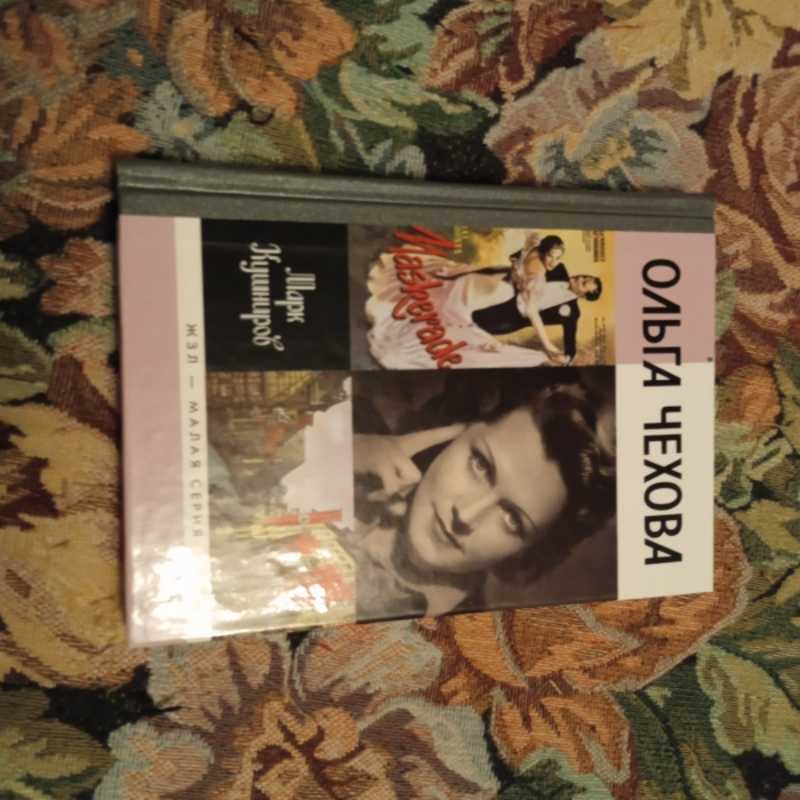 ОЛЬГА ЧЕХОВА
Maskerade
Марк
Кушниров
ЖЗЛ — МАЛАЯ СЕРИЯ